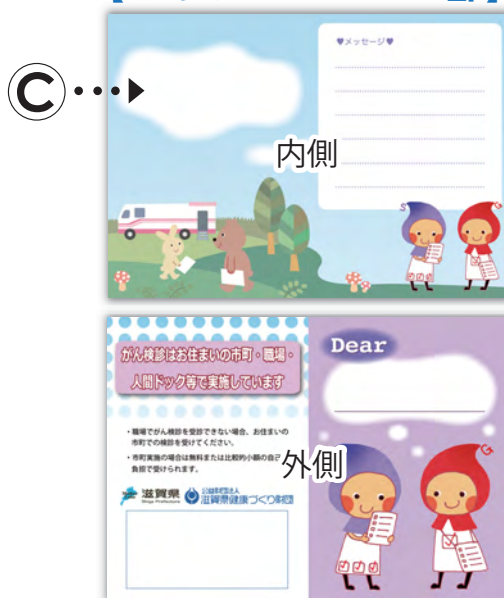 C
♥メッセージ♥
内側
S
G
がん検診はお住まいの市町・職場・
人間ドック等で実施しています
・職場でがん検診を受診できない場合、お住まいの
市町での検診を受けてください。
・市町実施の場合は無料または比較的小額の自己
負担で受けられます。
滋賀県
Shiga Prefecture
公益財団法人
滋賀県健康づくり財団
Dear
外側
S
G